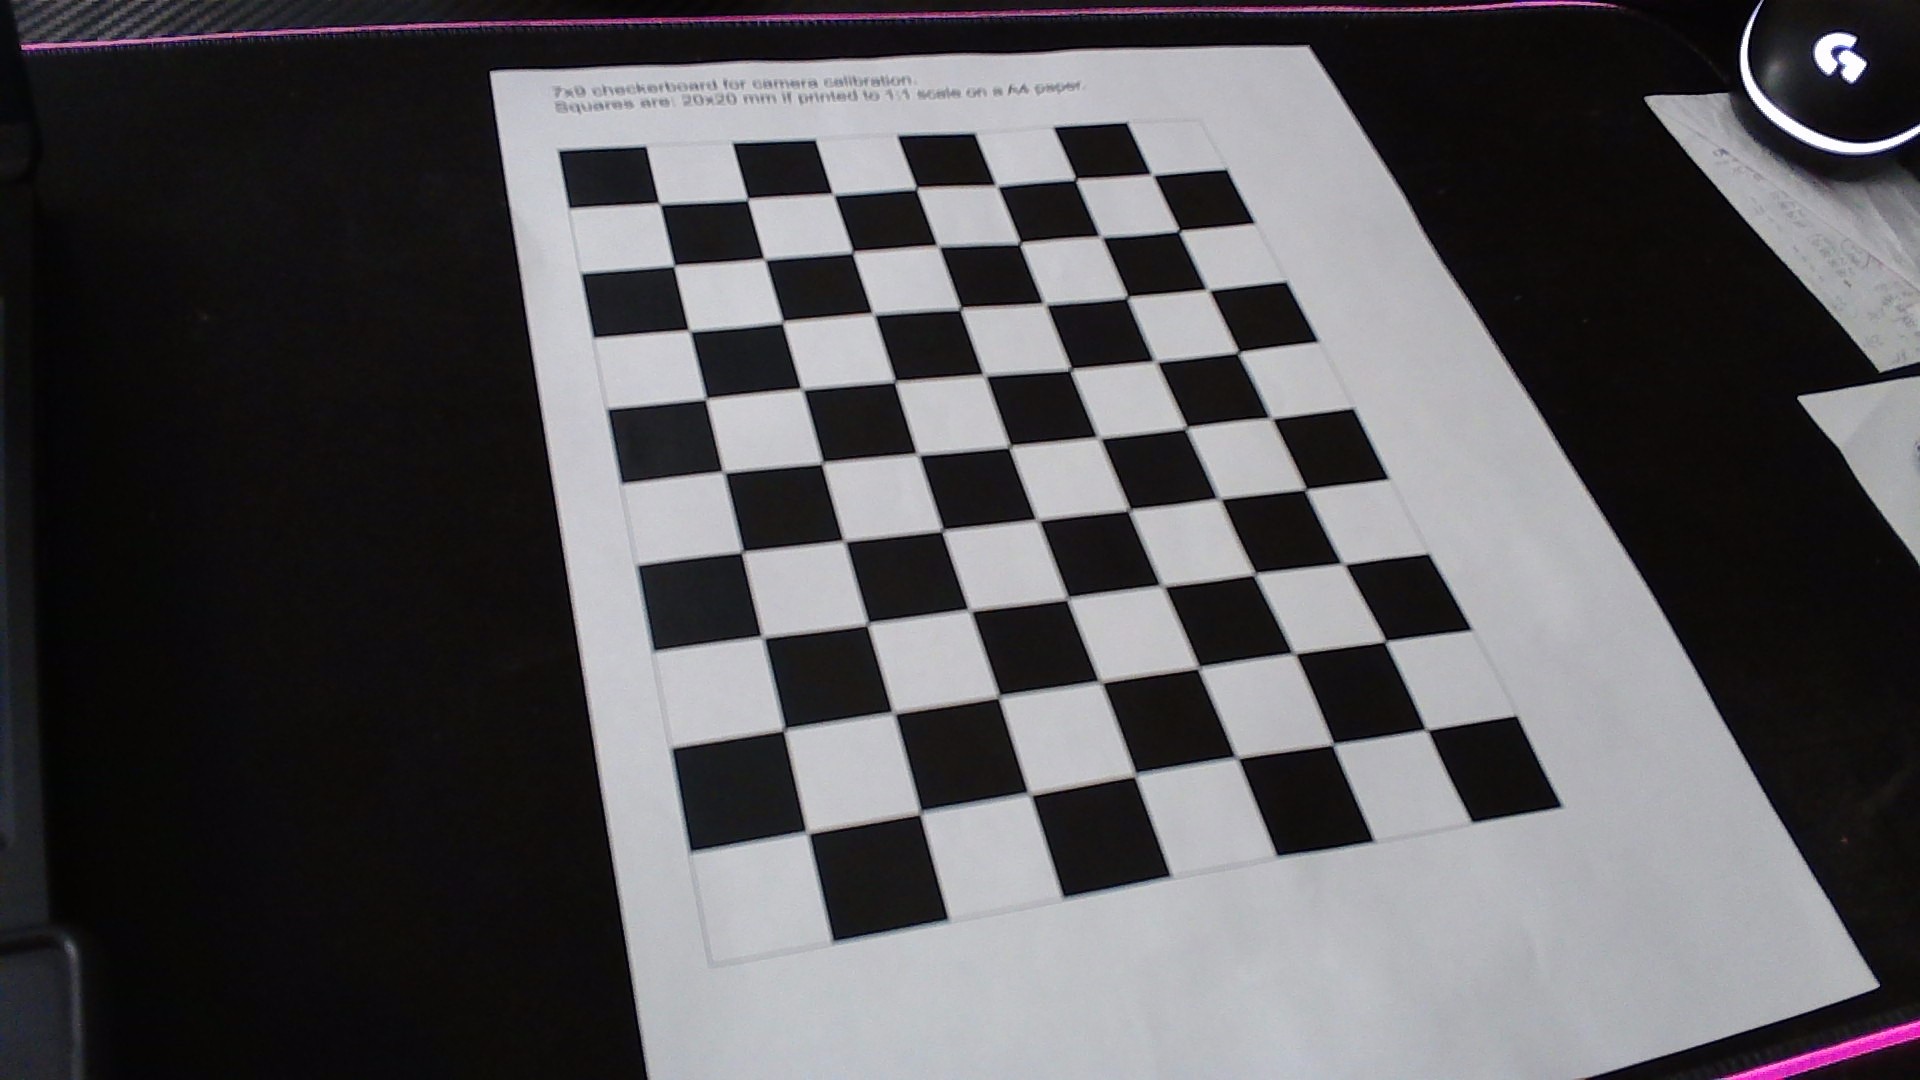 7x9 checkerboard for camera calibration.
Squares are: 20x20 mm if printed to 1:1 scale on a A4 paper.